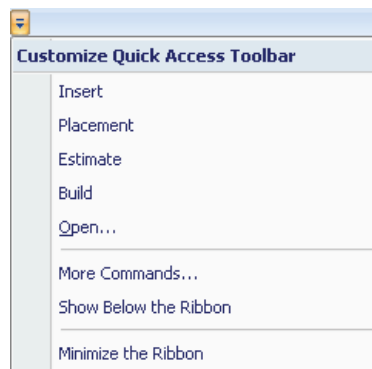 Customize Quick Access Toolbar
Insert
Placement
Estimate
Build
Open...
More Commands...
Show Below the Ribbon
Minimize the Ribbon